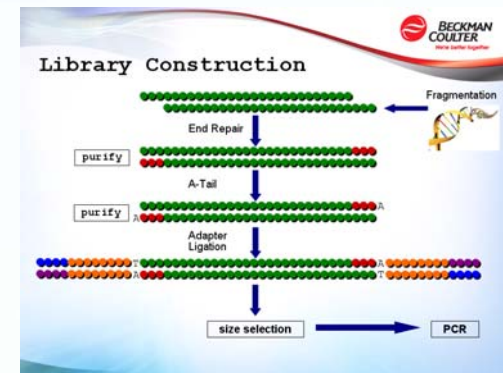 BECKMAN
COULTER
We're better together
Library Construction
Fragmentation
End Repair
purify
A-Tail
A
purify
A
Adapter
Ligation
T A
A T
size selection PCR